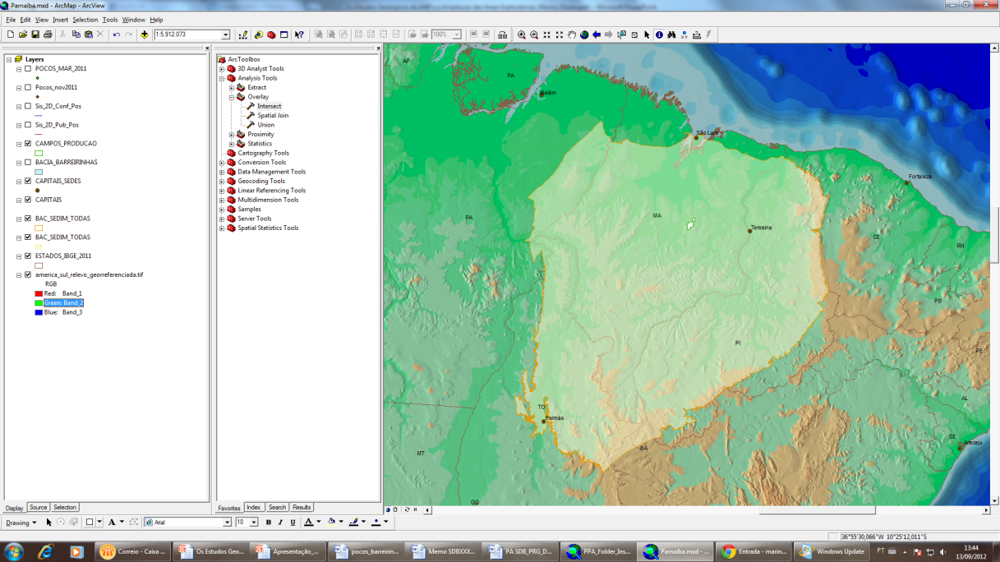 Parnaíba.mxd - ArcMap - ArcView
File Edit View Insert Selection Tools Window Help
1:5.912.073
100%
Layers
POCOS_MAR_2011
Pocos_nov2011
Sis_2D_Conf_Pos
Sis_2D_Pub_Pos
CAMPOS_PRODUCAO
BACIA_BARREIRINHAS
CAPITAIS_SEDES
CAPITAIS
BAC_SEDIM_TODAS
BAC_SEDIM_TODAS
ESTADOS_IBGE_2011
america_sul_relevo_georreferenciada.tif
RGB
Red: Band_1
Green: Band_2
Blue: Band_3
Display Source Selection
ArcToolbox
3D Analyst Tools
Analysis Tools
Extract
Overlay
Intersect
Spatial Join
Union
Proximity
Statistics
Cartography Tools
Conversion Tools
Data Management Tools
Geocoding Tools
Linear Referencing Tools
Multidimension Tools
Samples
Server Tools
Spatial Statistics Tools
Favorites Index Search Results
AP
PA
Belém
São Luís
Fortaleza
PA
MA
Teresina
CE
RN
PB
PI
PE
TO
Palmas
AL
SE
Aracaju
BA
MT
GO
Drawing
A
Arial
10
B I U A
36°55'30,066"W 10°25'12,011"S
Correio - Caixa ...
Os Estudos Geo...
Apresentação_...
pocos_barreirin...
Memo SDBXXX...
PA SDB_PRG_D...
PPA_Folder_Ins...
Parnaíba.mxd - ...
Entrada - marin...
Windows Update
PT
13:44
13/09/2012